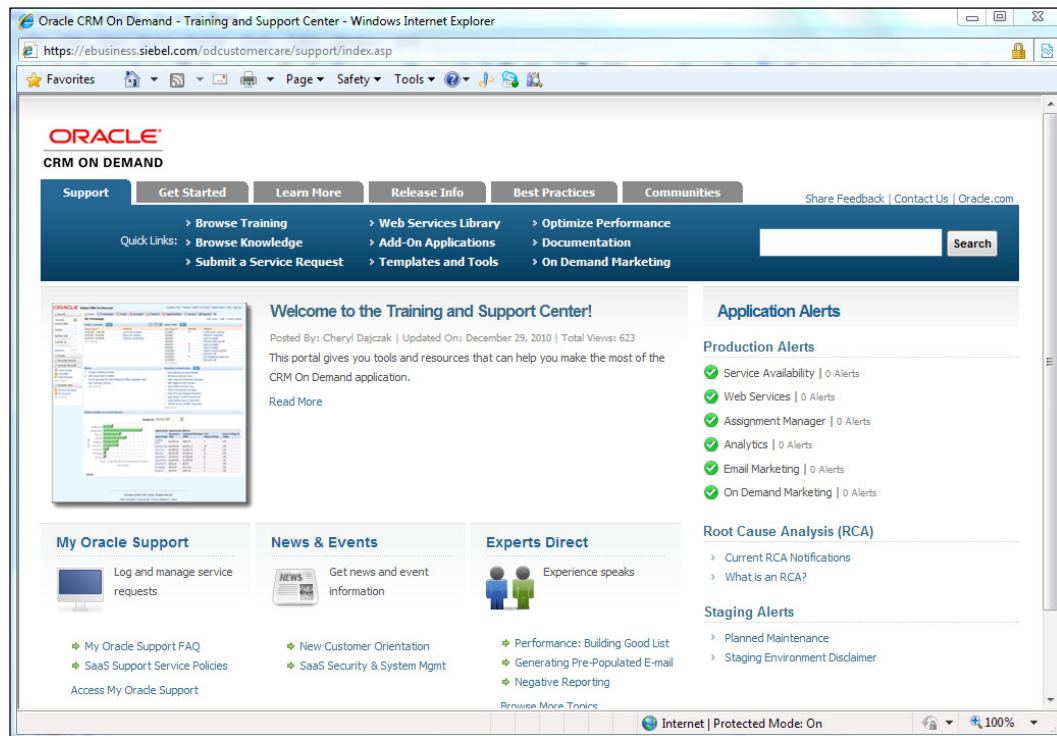 Oracle CRM On Demand - Training and Support Center - Windows Internet Explorer
https://ebusiness.siebel.com/odcustomercare/support/index.asp
Favorites Page Safety Tools
ORACLE
CRM ON DEMAND
Support Get Started Learn More Release Info Best Practices Communities
Share Feedback | Contact Us | Oracle.com
Quick Links:
› Browse Training › Web Services Library › Optimize Performance
› Browse Knowledge › Add-On Applications › Documentation
› Submit a Service Request › Templates and Tools › On Demand Marketing
Search
Welcome to the Training and Support Center!
Posted By: Cheryl Dajczak | Updated On: December 29, 2010 | Total Views: 623
This portal gives you tools and resources that can help you make the most of the
CRM On Demand application.
Read More
Application Alerts
Production Alerts
Service Availability | 0 Alerts
Web Services | 0 Alerts
Assignment Manager | 0 Alerts
Analytics | 0 Alerts
Email Marketing | 0 Alerts
On Demand Marketing | 0 Alerts
Root Cause Analysis (RCA)
› Current RCA Notifications
› What is an RCA?
Staging Alerts
› Planned Maintenance
› Staging Environment Disclaimer
My Oracle Support
Log and manage service
requests
My Oracle Support FAQ
SaaS Support Service Policies
Access My Oracle Support
News & Events
NEWS
Get news and event
information
New Customer Orientation
SaaS Security & System Mgmt
Experts Direct
Experience speaks
Performance: Building Good List
Generating Pre-Populated E-mail
Negative Reporting
Browse More Topics
Internet | Protected Mode: On
100%